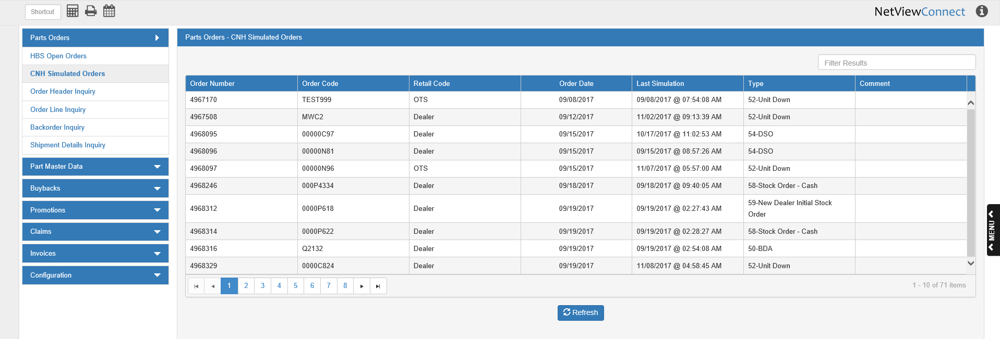 Shortcut
NetViewConnect
Parts Orders
HBS Open Orders
CNH Simulated Orders
Order Header Inquiry
Order Line Inquiry
Backorder Inquiry
Shipment Details Inquiry
Part Master Data
Buybacks
Promotions
Claims
Invoices
Configuration
Parts Orders - CNH Simulated Orders
Filter Results
Order Number Order Code Retail Code Order Date Last Simulation Type Comment
4967170 TEST999 OTS 09/08/2017 09/08/2017 @ 07:54:08 AM 52-Unit Down
4967508 MWC2 Dealer 09/12/2017 11/02/2017 @ 09:13:39 AM 52-Unit Down
4968095 00000C97 Dealer 09/15/2017 10/17/2017 @ 11:02:53 AM 54-DSO
4968096 00000N81 Dealer 09/15/2017 09/15/2017 @ 08:57:26 AM 54-DSO
4968097 00000N96 OTS 09/15/2017 11/07/2017 @ 05:57:00 AM 52-Unit Down
4968246 000P4334 Dealer 09/18/2017 09/18/2017 @ 09:40:05 AM 58-Stock Order - Cash
4968312 0000P618 Dealer 09/19/2017 09/19/2017 @ 02:27:43 AM 59-New Dealer Initial Stock
Order
4968314 0000P622 Dealer 09/19/2017 09/19/2017 @ 02:28:27 AM 58-Stock Order - Cash
4968316 Q2132 Dealer 09/19/2017 09/19/2017 @ 02:54:08 AM 50-BDA
4968329 0000C824 Dealer 09/19/2017 11/08/2017 @ 04:58:45 AM 52-Unit Down
1 2 3 4 5 6 7 8
1 - 10 of 71 items
Refresh
MENU